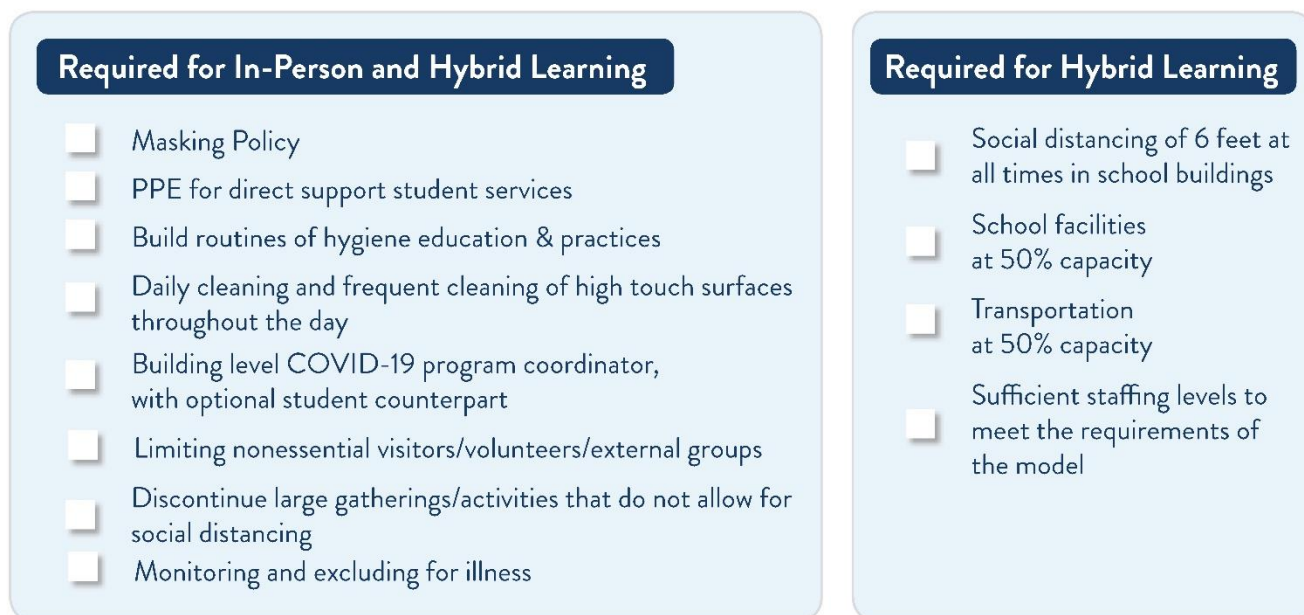 Required for In-Person and Hybrid Learning
Masking Policy
PPE for direct support student services
Build routines of hygiene education & practices
Daily cleaning and frequent cleaning of high touch surfaces
throughout the day
Building level COVID-19 program coordinator,
with optional student counterpart
Limiting nonessential visitors/volunteers/external groups
Discontinue large gatherings/activities that do not allow for
social distancing
Monitoring and excluding for illness
Required for Hybrid Learning
Social distancing of 6 feet at
all times in school buildings
School facilities
at 50% capacity
Transportation
at 50% capacity
Sufficient staffing levels to
meet the requirements of
the model